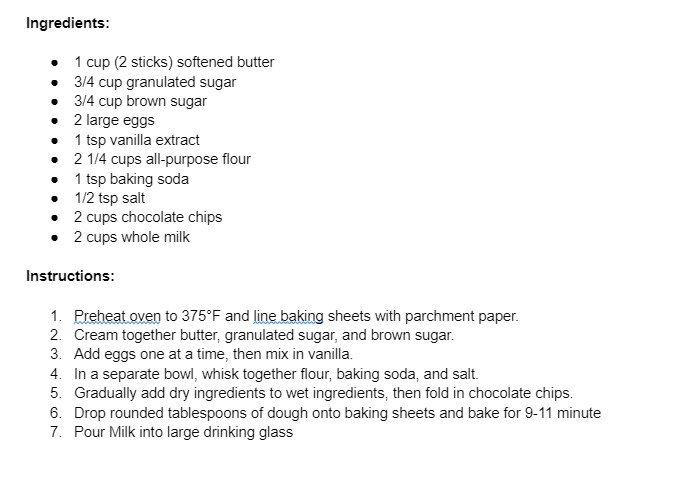 Ingredients:
● 1 cup (2 sticks) softened butter
● 3/4 cup granulated sugar
● 3/4 cup brown sugar
● 2 large eggs
● 1 tsp vanilla extract
● 2 1/4 cups all-purpose flour
● 1 tsp baking soda
● 1/2 tsp salt
● 2 cups chocolate chips
● 2 cups whole milk
Instructions:
1. Preheat oven to 375°F and line baking sheets with parchment paper.
2. Cream together butter, granulated sugar, and brown sugar.
3. Add eggs one at a time, then mix in vanilla.
4. In a separate bowl, whisk together flour, baking soda, and salt.
5. Gradually add dry ingredients to wet ingredients, then fold in chocolate chips.
6. Drop rounded tablespoons of dough onto baking sheets and bake for 9-11 minute
7. Pour Milk into large drinking glass